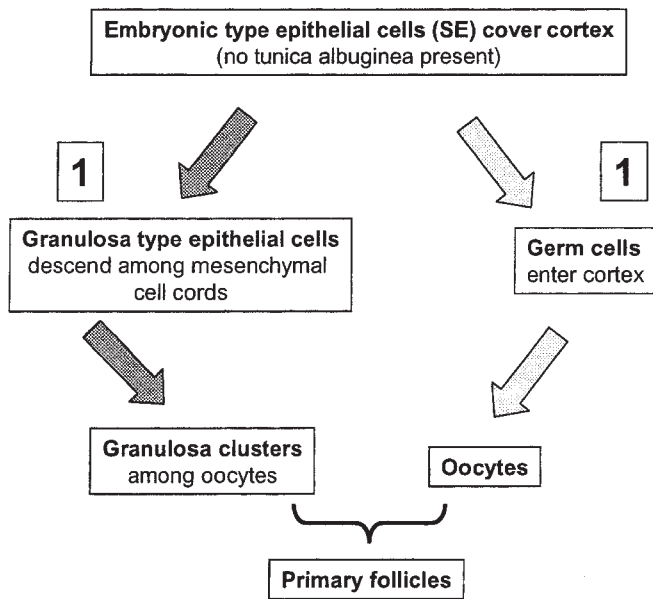 Embryonic type epithelial cells (SE) cover cortex
(no tunica albuginea present)
1
1
Granulosa type epithelial cells
descend among mesenchymal
cell cords
Germ cells
enter cortex
Granulosa clusters
among oocytes
Oocytes
Primary follicles